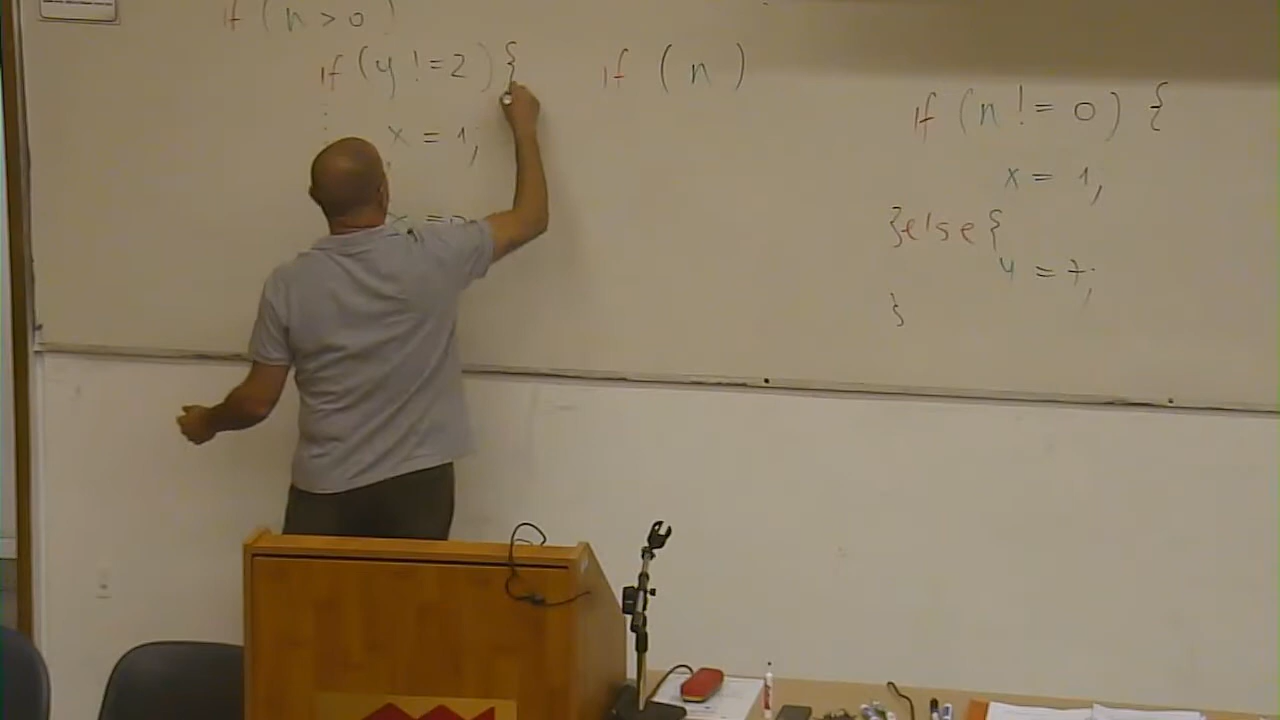 if (n > 0)
if (y != 2) {
x = 1;
x =
if (n)
if (n != 0) {
x = 1;
}else{
y = 7;
}